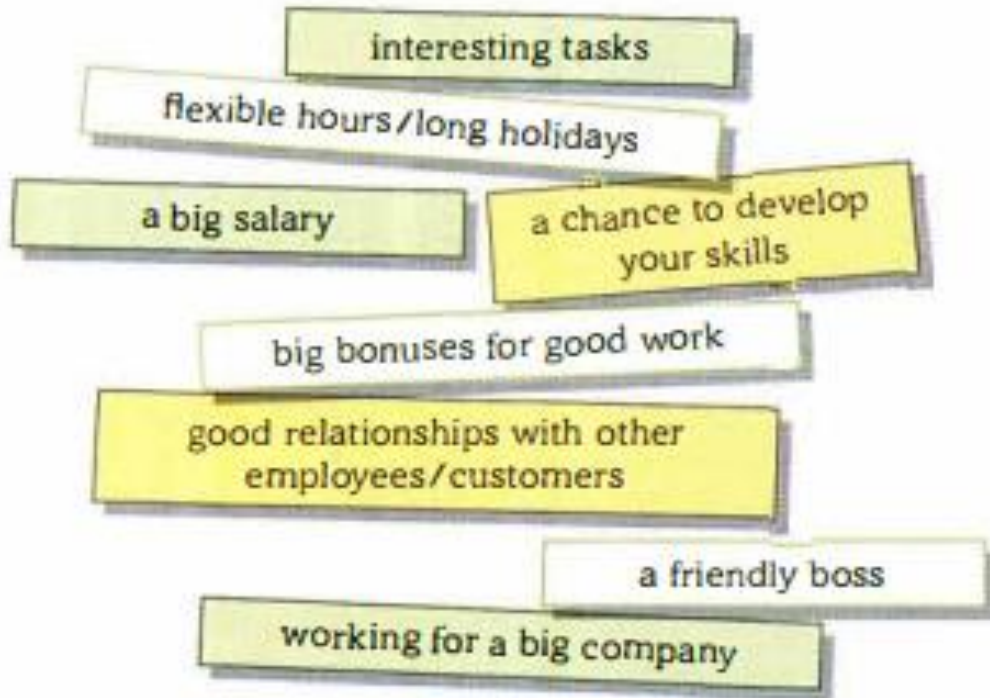 interesting tasks
flexible hours/long holidays
a big salary
a chance to develop
your skills
big bonuses for good work
good relationships with other
employees/customers
a friendly boss
working for a big company